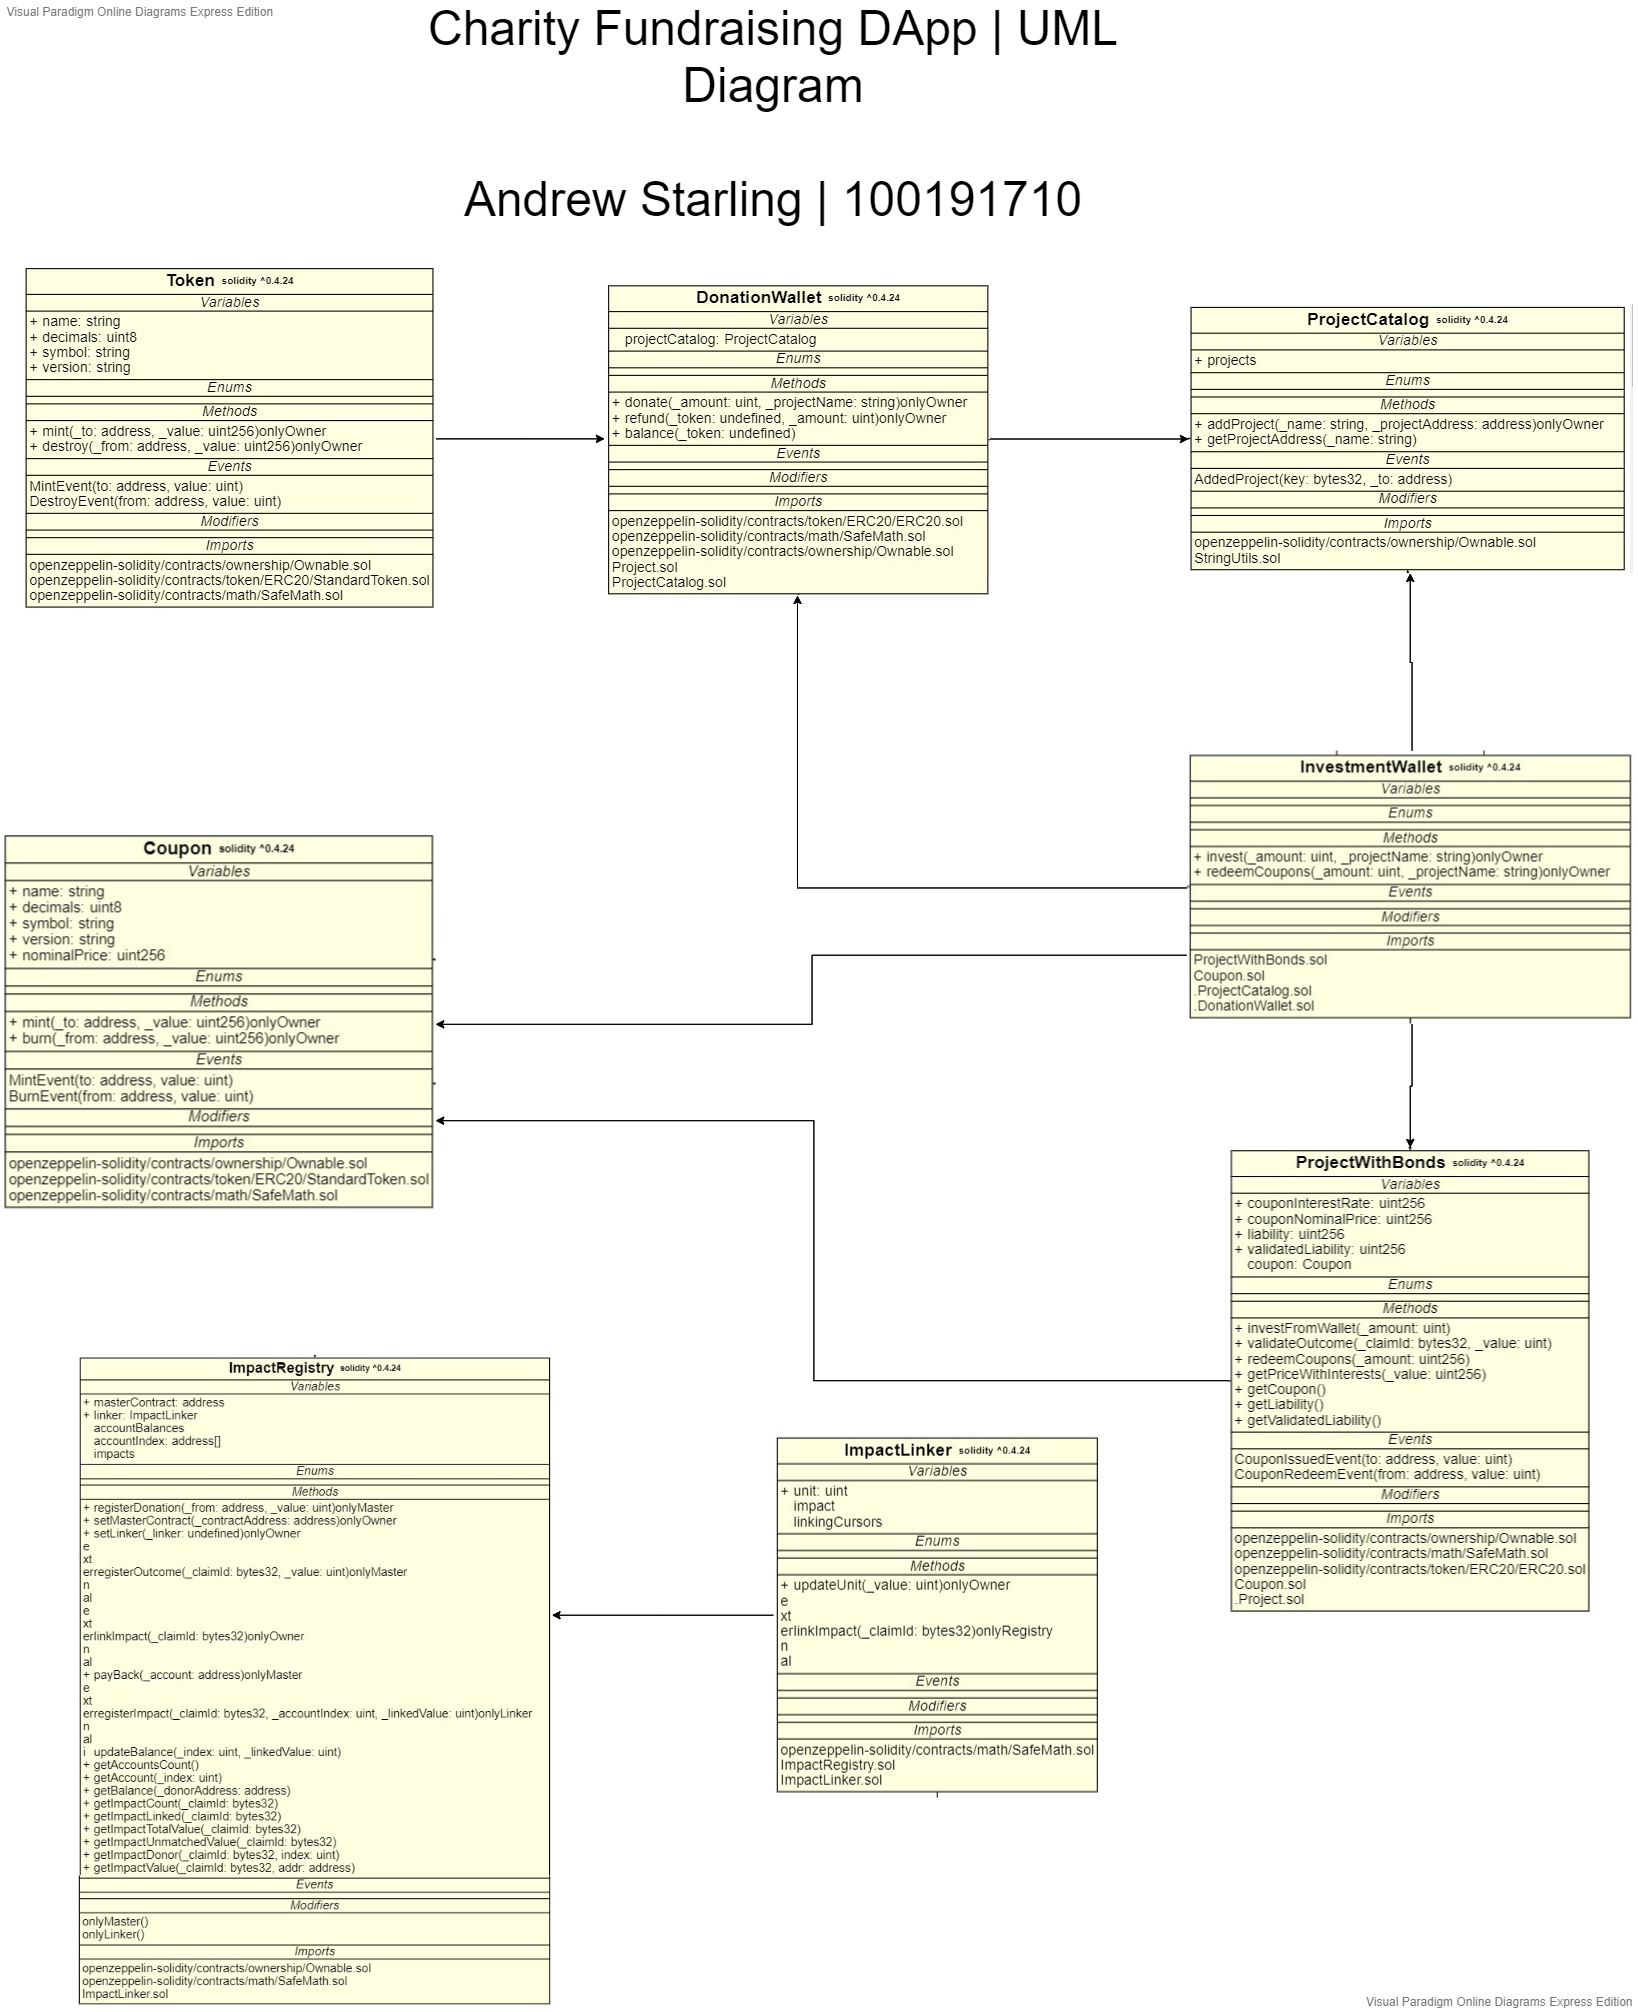 Visual Paradigm Online Diagrams Express Edition
Charity Fundraising DApp | UML
Diagram
Andrew Starling | 100191710
Token solidity ^0.4.24
Variables
+ name: string
+ decimals: uint8
+ symbol: string
+ version: string
Enums
Methods
+ mint(_to: address, _value: uint256)onlyOwner
+ destroy(_from: address, _value: uint256)onlyOwner
Events
MintEvent(to: address, value: uint)
DestroyEvent(from: address, value: uint)
Modifiers
Imports
openzeppelin-solidity/contracts/ownership/Ownable.sol
openzeppelin-solidity/contracts/token/ERC20/StandardToken.sol
openzeppelin-solidity/contracts/math/SafeMath.sol
DonationWallet solidity ^0.4.24
Variables
projectCatalog: ProjectCatalog
Enums
Methods
+ donate(_amount: uint, _projectName: string)onlyOwner
+ refund(_token: undefined, _amount: uint)onlyOwner
+ balance(_token: undefined)
Events
Modifiers
Imports
openzeppelin-solidity/contracts/token/ERC20/ERC20.sol
openzeppelin-solidity/contracts/math/SafeMath.sol
openzeppelin-solidity/contracts/ownership/Ownable.sol
Project.sol
ProjectCatalog.sol
ProjectCatalog solidity ^0.4.24
Variables
+ projects
Enums
Methods
+ addProject(_name: string, _projectAddress: address)onlyOwner
+ getProjectAddress(_name: string)
Events
AddedProject(key: bytes32, _to: address)
Modifiers
Imports
openzeppelin-solidity/contracts/ownership/Ownable.sol
StringUtils.sol
InvestmentWallet solidity ^0.4.24
Variables
Enums
Methods
+ invest(_amount: uint, _projectName: string)onlyOwner
+ redeemCoupons(_amount: uint, _projectName: string)onlyOwner
Events
Modifiers
Imports
ProjectWithBonds.sol
Coupon.sol
.ProjectCatalog.sol
.DonationWallet.sol
Coupon solidity ^0.4.24
Variables
+ name: string
+ decimals: uint8
+ symbol: string
+ version: string
+ nominalPrice: uint256
Enums
Methods
+ mint(_to: address, _value: uint256)onlyOwner
+ burn(_from: address, _value: uint256)onlyOwner
Events
MintEvent(to: address, value: uint)
BurnEvent(from: address, value: uint)
Modifiers
Imports
openzeppelin-solidity/contracts/ownership/Ownable.sol
openzeppelin-solidity/contracts/token/ERC20/StandardToken.sol
openzeppelin-solidity/contracts/math/SafeMath.sol
ProjectWithBonds solidity ^0.4.24
Variables
+ couponInterestRate: uint256
+ couponNominalPrice: uint256
+ liability: uint256
+ validatedLiability: uint256
coupon: Coupon
Enums
Methods
+ investFromWallet(_amount: uint)
+ validateOutcome(_claimId: bytes32, _value: uint)
+ redeemCoupons(_amount: uint256)
+ getPriceWithInterests(_value: uint256)
+ getCoupon()
+ getLiability()
+ getValidatedLiability()
Events
CouponIssuedEvent(to: address, value: uint)
CouponRedeemEvent(from: address, value: uint)
Modifiers
Imports
openzeppelin-solidity/contracts/ownership/Ownable.sol
openzeppelin-solidity/contracts/math/SafeMath.sol
openzeppelin-solidity/contracts/token/ERC20/ERC20.sol
Coupon.sol
.Project.sol
ImpactRegistry solidity ^0.4.24
Variables
+ masterContract: address
+ linker: ImpactLinker
accountBalances
accountIndex: address[]
impacts
Enums
Methods
+ registerDonation(_from: address, _value: uint)onlyMaster
+ setMasterContract(_contractAddress: address)onlyOwner
+ setLinker(_linker: undefined)onlyOwner
e
xt
erregisterOutcome(_claimId: bytes32, _value: uint)onlyMaster
n
al
e
xt
erlinkImpact(_claimId: bytes32)onlyOwner
n
al
+ payBack(_account: address)onlyMaster
e
xt
erregisterImpact(_claimId: bytes32, _accountIndex: uint, _linkedValue: uint)onlyLinker
n
al
i updateBalance(_index: uint, _linkedValue: uint)
+ getAccountsCount()
+ getAccount(_index: uint)
+ getBalance(_donorAddress: address)
+ getImpactCount(_claimId: bytes32)
+ getImpactLinked(_claimId: bytes32)
+ getImpactTotalValue(_claimId: bytes32)
+ getImpactUnmatchedValue(_claimId: bytes32)
+ getImpactDonor(_claimId: bytes32, index: uint)
+ getImpactValue(_claimId: bytes32, addr: address)
Events
Modifiers
onlyMaster()
onlyLinker()
Imports
openzeppelin-solidity/contracts/ownership/Ownable.sol
openzeppelin-solidity/contracts/math/SafeMath.sol
ImpactLinker.sol
ImpactLinker solidity ^0.4.24
Variables
+ unit: uint
impact
linkingCursors
Enums
Methods
+ updateUnit(_value: uint)onlyOwner
e
xt
erlinkImpact(_claimId: bytes32)onlyRegistry
n
al
Events
Modifiers
Imports
openzeppelin-solidity/contracts/math/SafeMath.sol
ImpactRegistry.sol
ImpactLinker.sol
Visual Paradigm Online Diagrams Express Edition